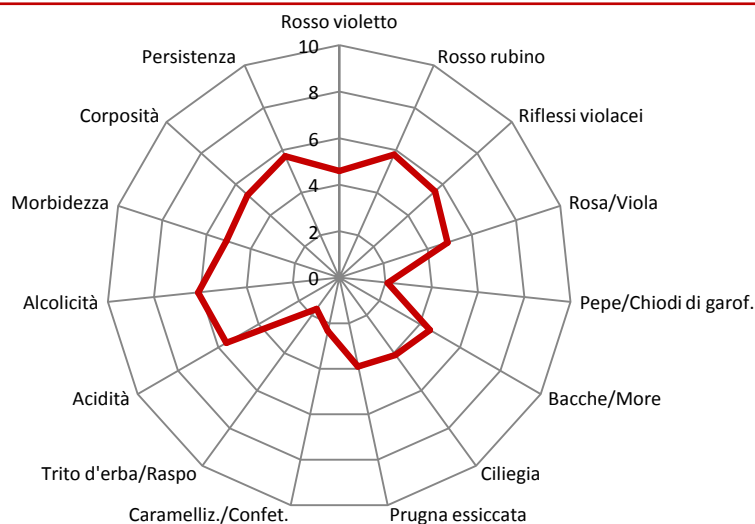 Rosso violetto
10
Persistenza
Rosso rubino
8
Corposità
Riflessi violacei
6
4
Morbidezza
Rosa/Viola
2
0
Alcolicità
Pepe/Chiodi di garof.
Acidità
Bacche/More
Trito d'erba/Raspo
Ciliegia
Caramelliz./Confet.
Prugna essiccata